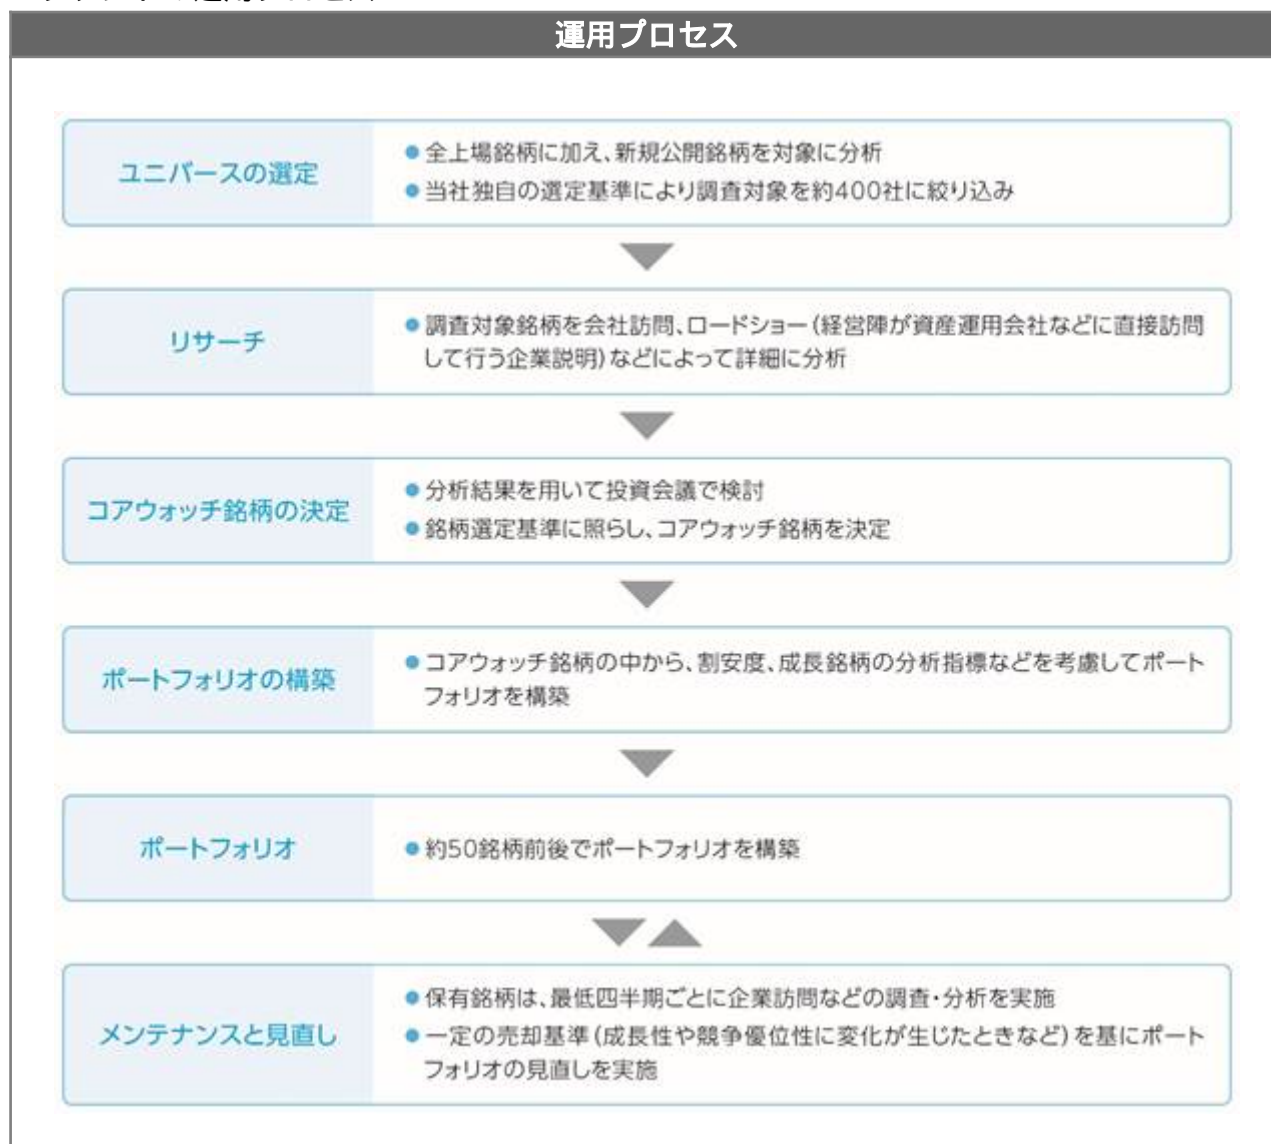 運用プロセス
ユニバースの選定
●全上場銘柄に加え、新規公開銘柄を対象に分析
●当社独自の選定基準により調査対象を約400社に絞り込み
リサーチ
●調査対象銘柄を会社訪問、ロードショー(経営陣が資産運用会社などに直接訪問
して行う企業説明)などによって詳細に分析
コアウォッチ銘柄の決定
●分析結果を用いて投資会議で検討
●銘柄選定基準に照らし、コアウォッチ銘柄を決定
ポートフォリオの構築
●コアウォッチ銘柄の中から、割安度、成長銘柄の分析指標などを考慮してポート
フォリオを構築
ポートフォリオ
●約50銘柄前後でポートフォリオを構築
メンテナンスと見直し
●保有銘柄は、最低四半期ごとに企業訪問などの調査・分析を実施
●一定の売却基準(成長性や競争優位性に変化が生じたときなど)を基にポート
フォリオの見直しを実施